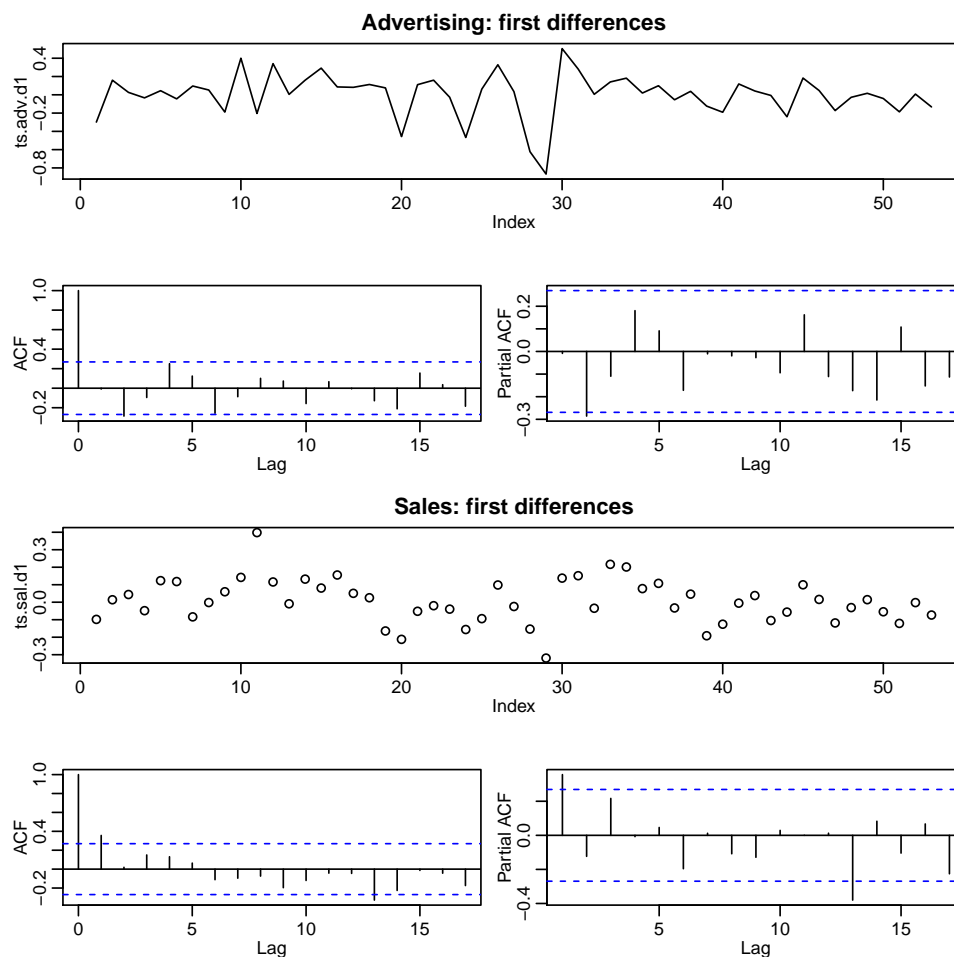 Advertising: first differences
ts.adv.d1
−0.8 −0.2 0.4
0 10 20 30 40 50
Index
ACF
−0.2 0.4 1.0
0 5 10 15
Lag
Partial ACF
−0.3 0.0 0.2
5 10 15
Lag
Sales: first differences
ts.sal.d1
−0.3 0.0 0.3
0 10 20 30 40 50
Index
ACF
−0.2 0.4 1.0
0 5 10 15
Lag
Partial ACF
−0.4 0.0
5 10 15
Lag